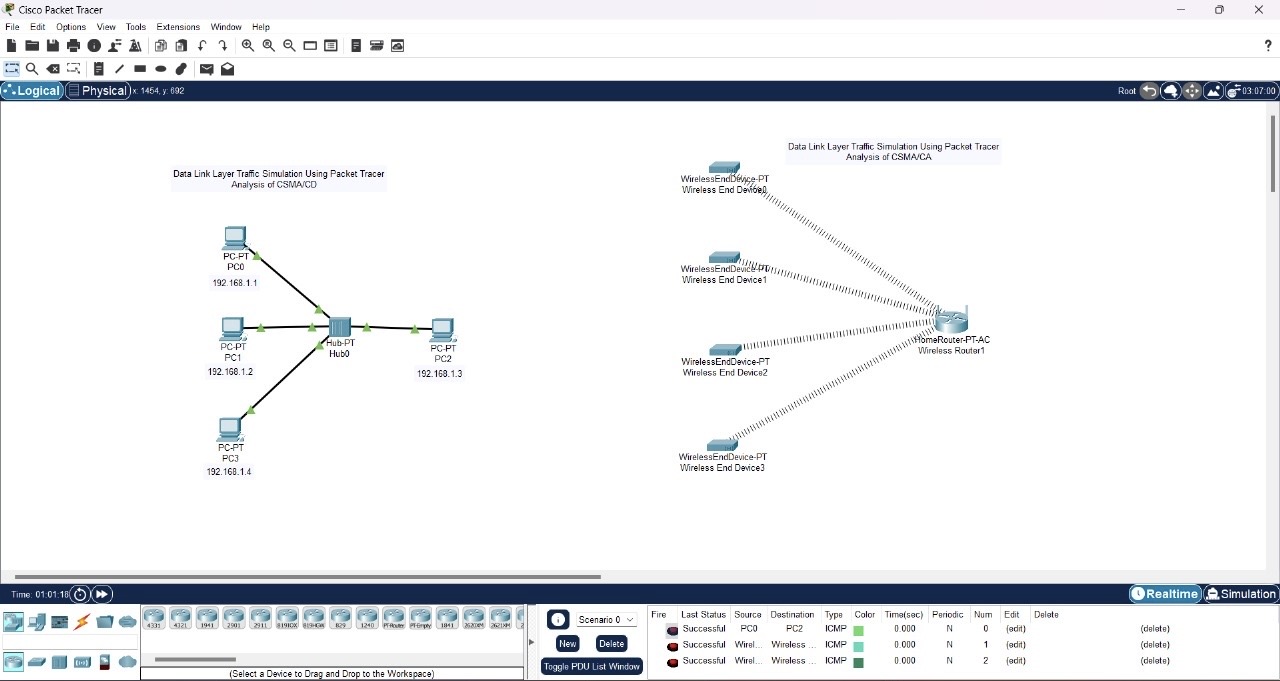 Cisco Packet Tracer
File Edit Options View Tools Extensions Window Help
?
Logical Physical x: 1454, y: 692 Root 03:07:00
Data Link Layer Traffic Simulation Using Packet Tracer
Analysis of CSMA/CD
PC-PT
PC0
192.168.1.1
PC-PT
PC1
192.168.1.2
Hub-PT
Hub0
PC-PT
PC2
192.168.1.3
PC-PT
PC3
192.168.1.4
Data Link Layer Traffic Simulation Using Packet Tracer
Analysis of CSMA/CA
WirelessEndDevice-PT
Wireless End Device0
WirelessEndDevice-PT
Wireless End Device1
WirelessEndDevice-PT
Wireless End Device2
WirelessEndDevice-PT
Wireless End Device3
HomeRouter-PT-AC
Wireless Router1
Time: 01:01:18 Realtime Simulation
4331 4321 1941 2901 2911 819IOX 819HGW 829 1240 PT-Router PT-Empty 1841 2620XM 2621XM
(Select a Device to Drag and Drop to the Workspace)
Scenario 0
New Delete
Toggle PDU List Window
Fire Last Status Source Destination Type Color Time(sec) Periodic Num Edit Delete
Successful PC0 PC2 ICMP 0.000 N 0 (edit) (delete)
Successful Wirel... Wireless ... ICMP 0.000 N 1 (edit) (delete)
Successful Wirel... Wireless ... ICMP 0.000 N 2 (edit) (delete)